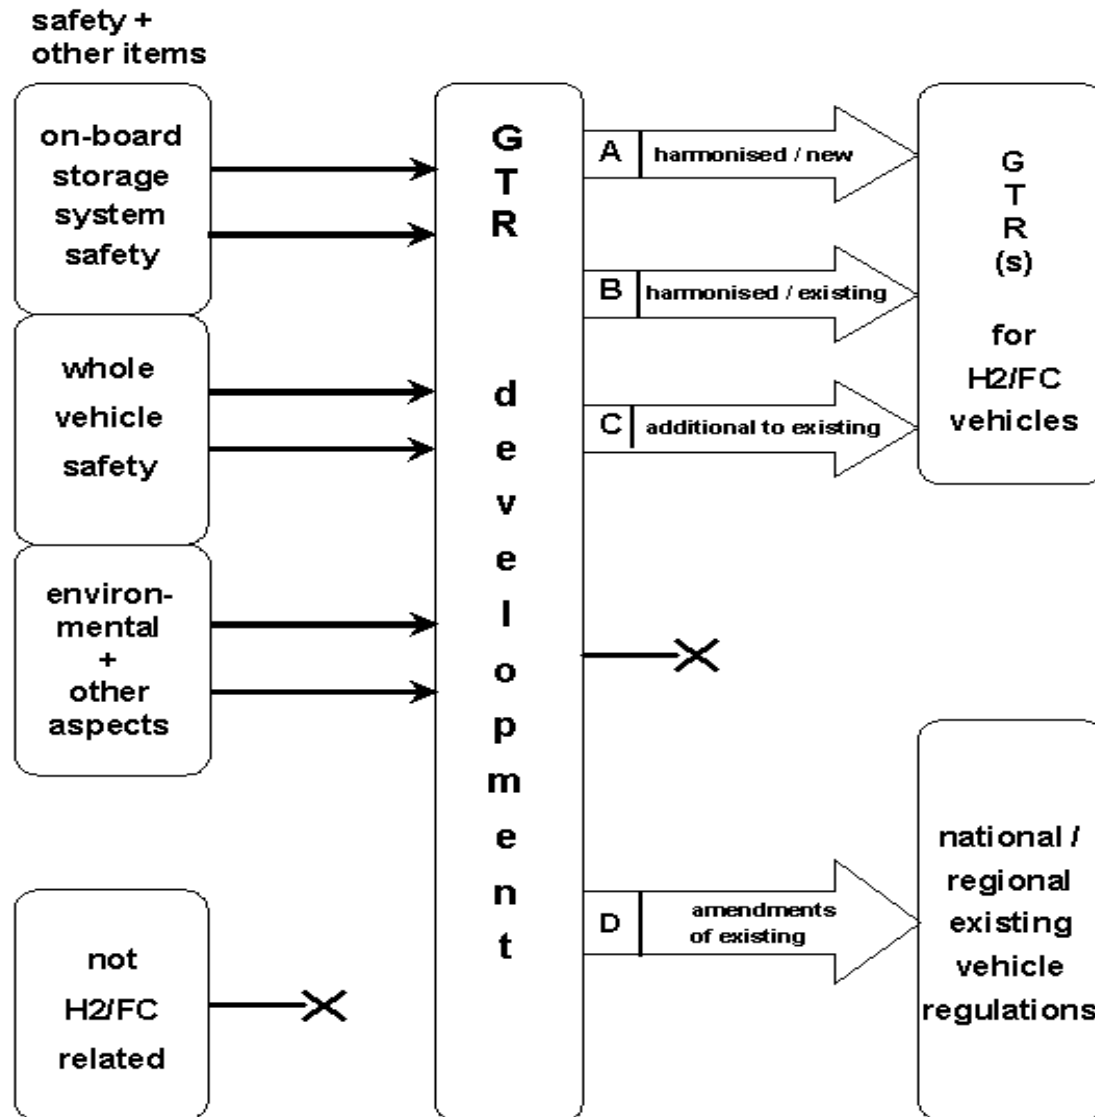 safety +
other items
on-board
storage
system
safety
whole
vehicle
safety
environ-
mental
+
other
aspects
not
H2/FC
related
G
T
R
d
e
v
e
l
o
p
m
e
n
t
A
harmonised / new
B
harmonised / existing
C
additional to existing
D
amendments
of existing
G
T
R
(s)
for
H2/FC
vehicles
national /
regional
existing
vehicle
regulations